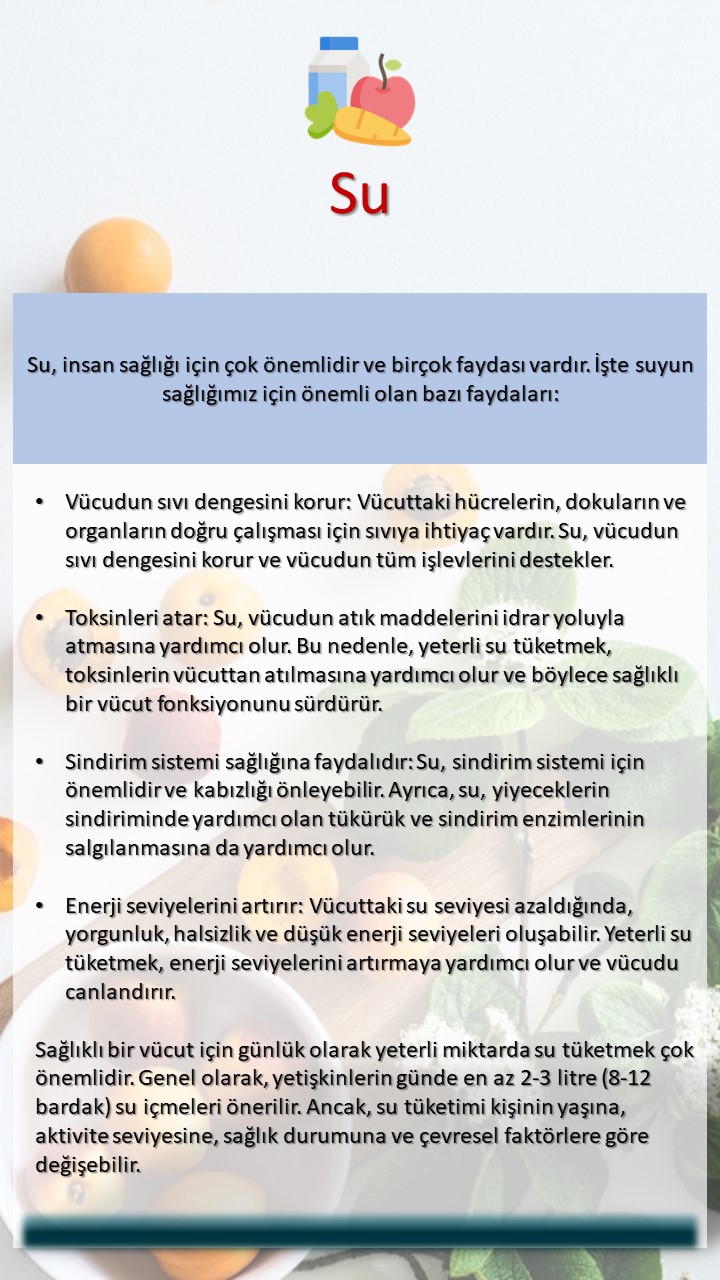 Su
Su, insan sağlığı için çok önemlidir ve birçok faydası vardır. İşte suyun
sağlığımız için önemli olan bazı faydaları:
• Vücudun sıvı dengesini korur: Vücuttaki hücrelerin, dokuların ve
organların doğru çalışması için sıvıya ihtiyaç vardır. Su, vücudun
sıvı dengesini korur ve vücudun tüm işlevlerini destekler.
• Toksinleri atar: Su, vücudun atık maddelerini idrar yoluyla
atmasına yardımcı olur. Bu nedenle, yeterli su tüketmek,
toksinlerin vücuttan atılmasına yardımcı olur ve böylece sağlıklı
bir vücut fonksiyonunu sürdürür.
• Sindirim sistemi sağlığına faydalıdır: Su, sindirim sistemi için
önemlidir ve kabızlığı önleyebilir. Ayrıca, su, yiyeceklerin
sindiriminde yardımcı olan tükürük ve sindirim enzimlerinin
salgılanmasına da yardımcı olur.
• Enerji seviyelerini artırır: Vücuttaki su seviyesi azaldığında,
yorgunluk, halsizlik ve düşük enerji seviyeleri oluşabilir. Yeterli su
tüketmek, enerji seviyelerini artırmaya yardımcı olur ve vücudu
canlandırır.
Sağlıklı bir vücut için günlük olarak yeterli miktarda su tüketmek çok
önemlidir. Genel olarak, yetişkinlerin günde en az 2-3 litre (8-12
bardak) su içmeleri önerilir. Ancak, su tüketimi kişinin yaşına,
aktivite seviyesine, sağlık durumuna ve çevresel faktörlere göre
değişebilir.